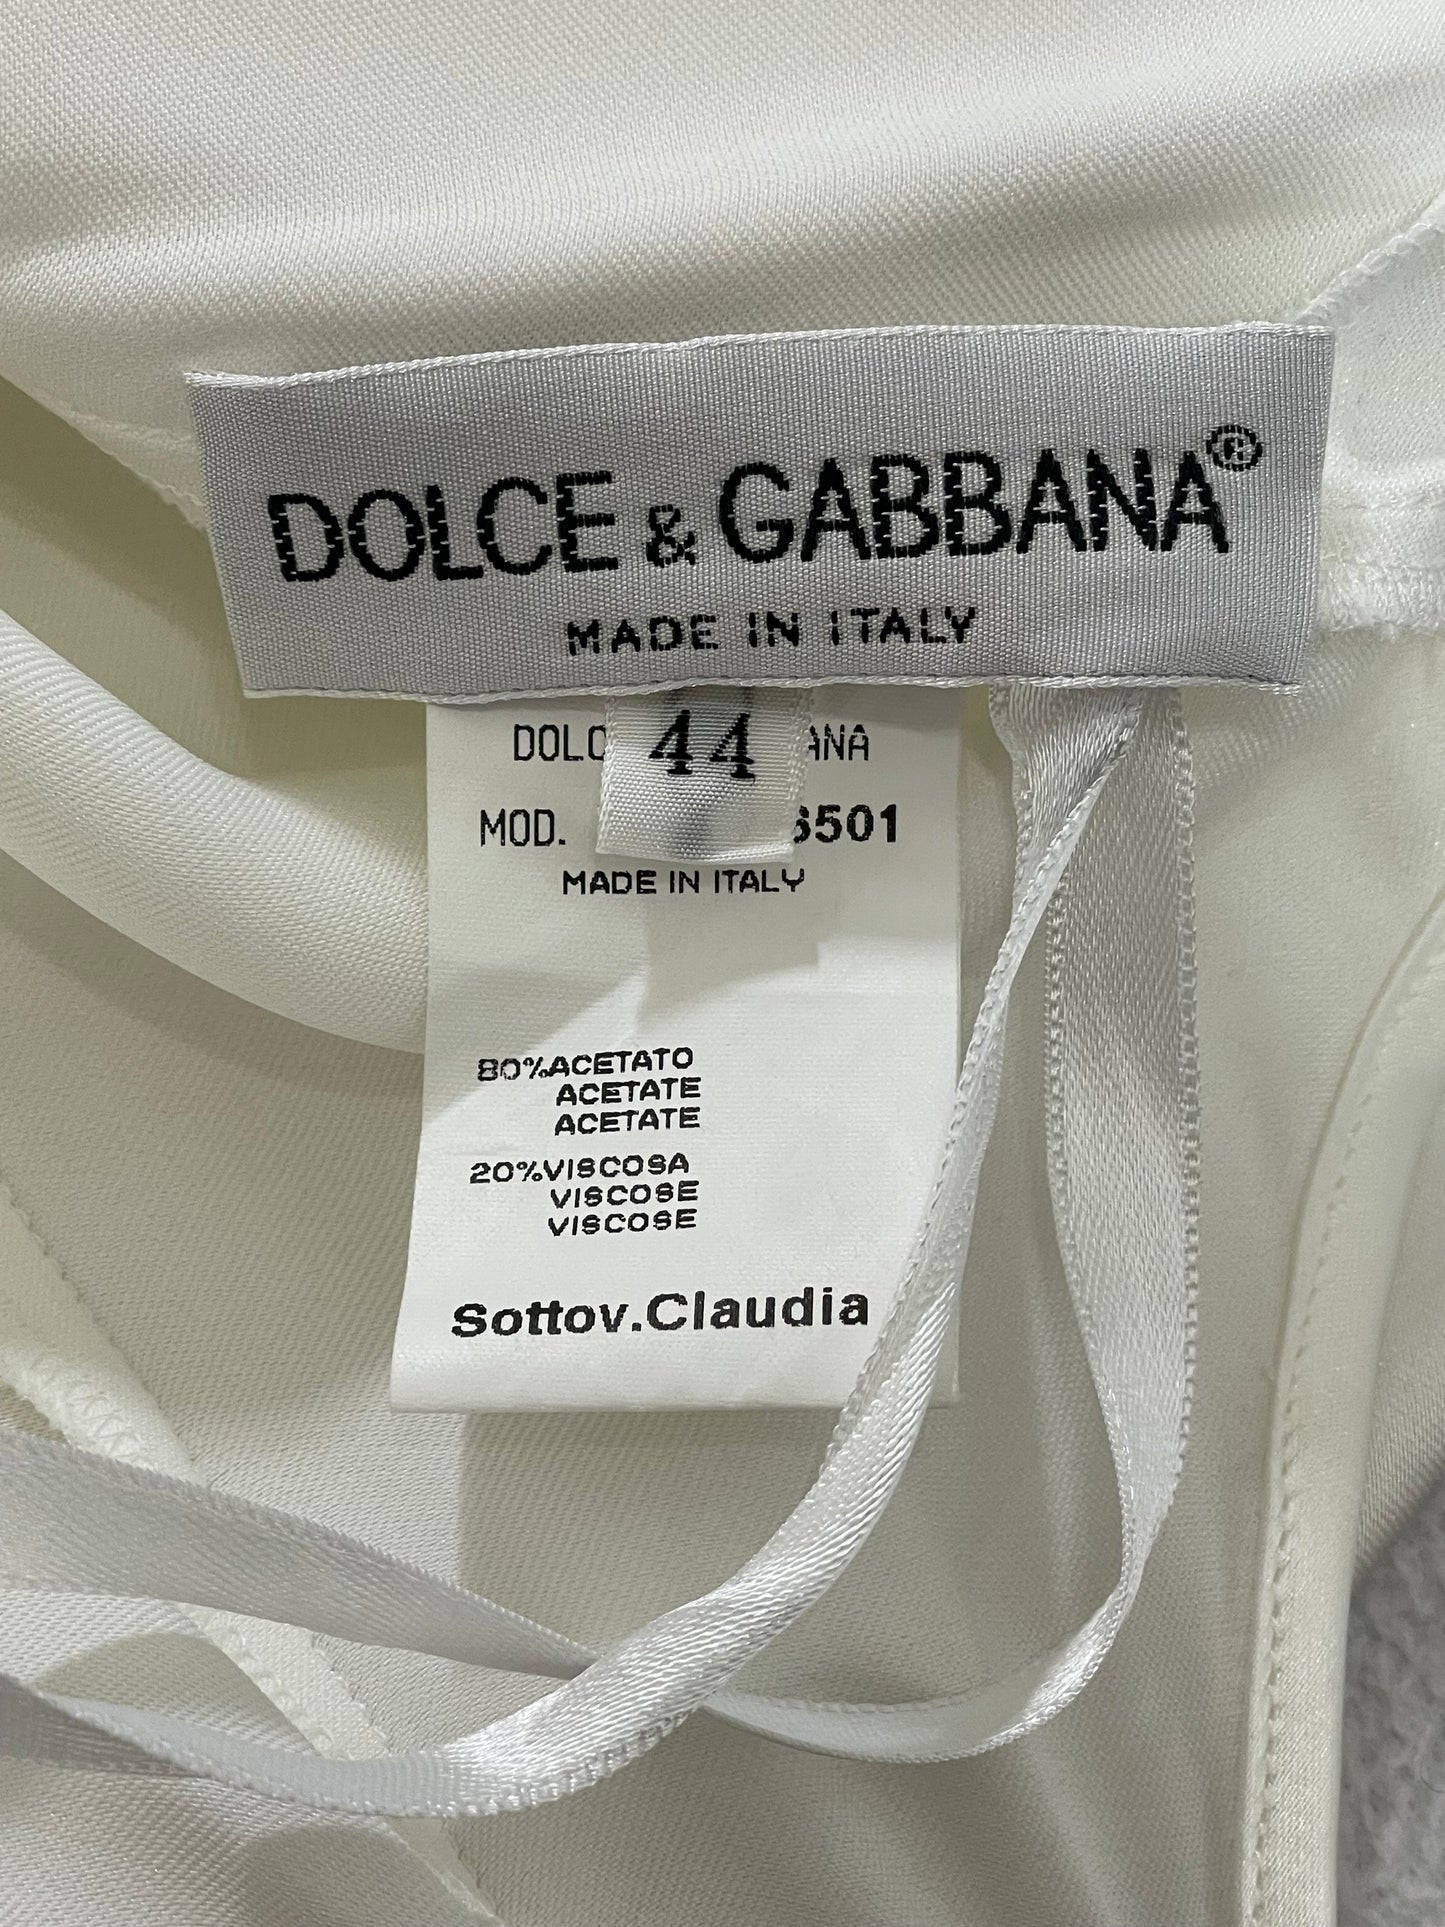 DOLCE & GABBANA®
MADE IN ITALY
44
MOD.
MADE IN ITALY
80%ACETATO
ACETATE
ACETATE
20%VISCOSA
VISCOSE
VISCOSE
Sottov.Claudia